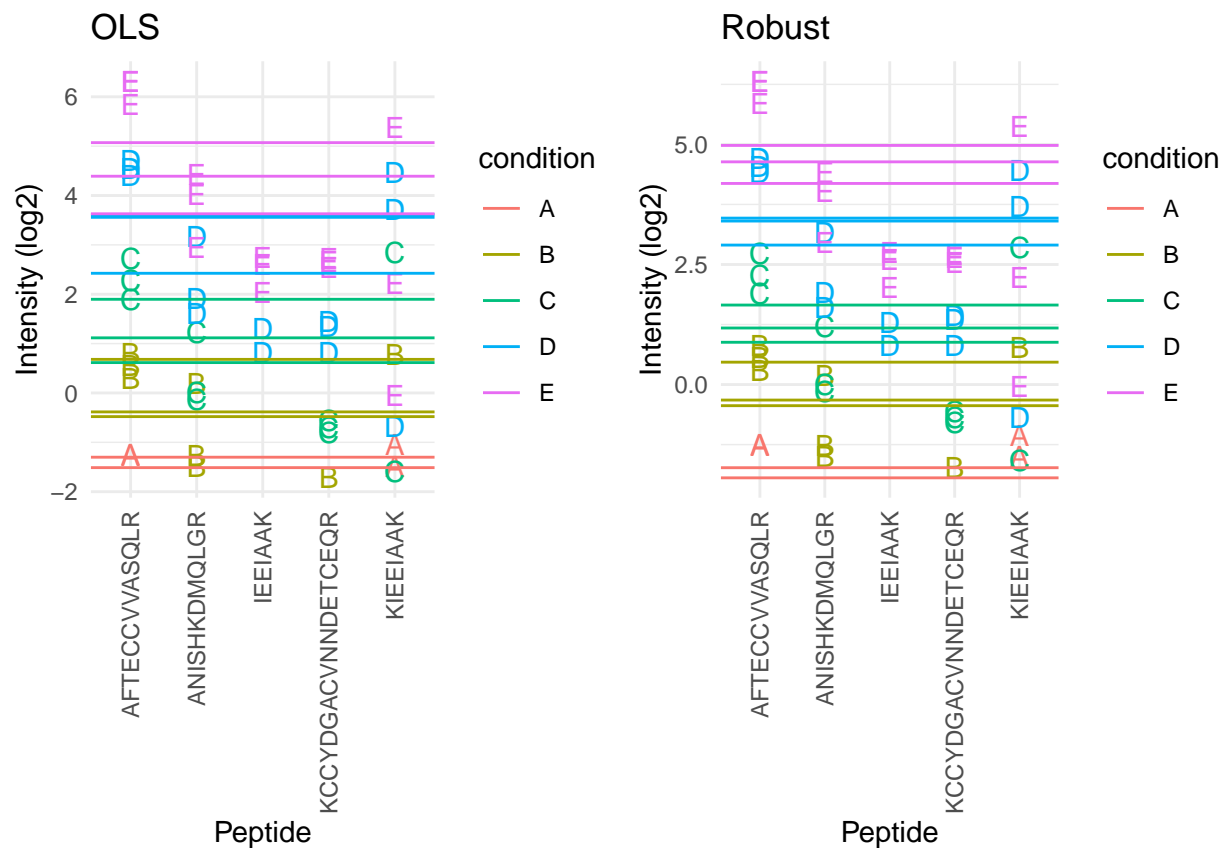 OLS
Intensity (log2)
6
4
2
0
−2
E
E
E
D
D
D
C
C
C
B
B
B
B
A
E
E
E
D
E
D
D
C
B
C
C
B
B
B
E
E
E
D
D
E
E
E
D
D
D
C
C
C
B
E
D
D
C
E
B
E
D
A
A
C
AFTECCVVASQLR
ANISHKDMQLGR
IEEIAAK
KCCYDGACVNNDETCEQR
KIEEIAAK
Peptide
condition
A
B
C
D
E
Robust
Intensity (log2)
5.0
2.5
0.0
E
E
E
D
D
D
C
C
C
B
B
B
B
A
E
E
E
D
E
D
D
C
B
C
C
B
B
B
E
E
E
D
D
E
E
E
D
D
D
C
C
C
B
E
D
D
C
E
B
E
D
A
A
C
AFTECCVVASQLR
ANISHKDMQLGR
IEEIAAK
KCCYDGACVNNDETCEQR
KIEEIAAK
Peptide
condition
A
B
C
D
E